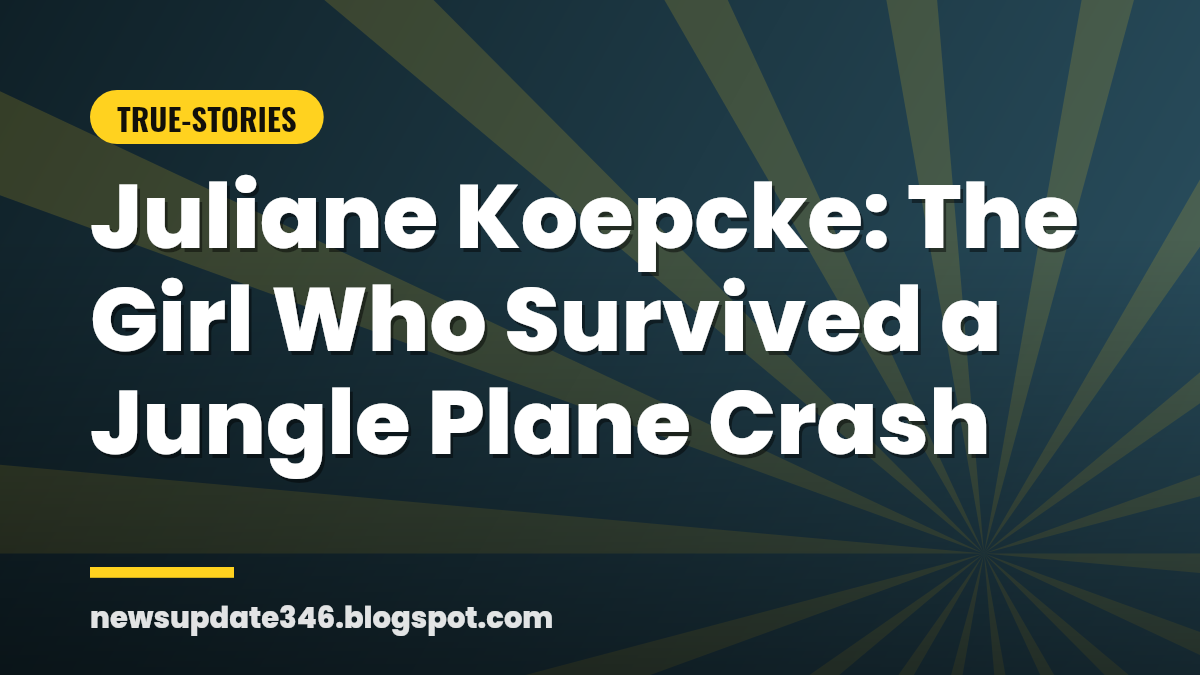 TRUE-STORIES
Juliane Koepcke: The
Girl Who Survived a
Jungle Plane Crash
newsupdate346.blogspot.com